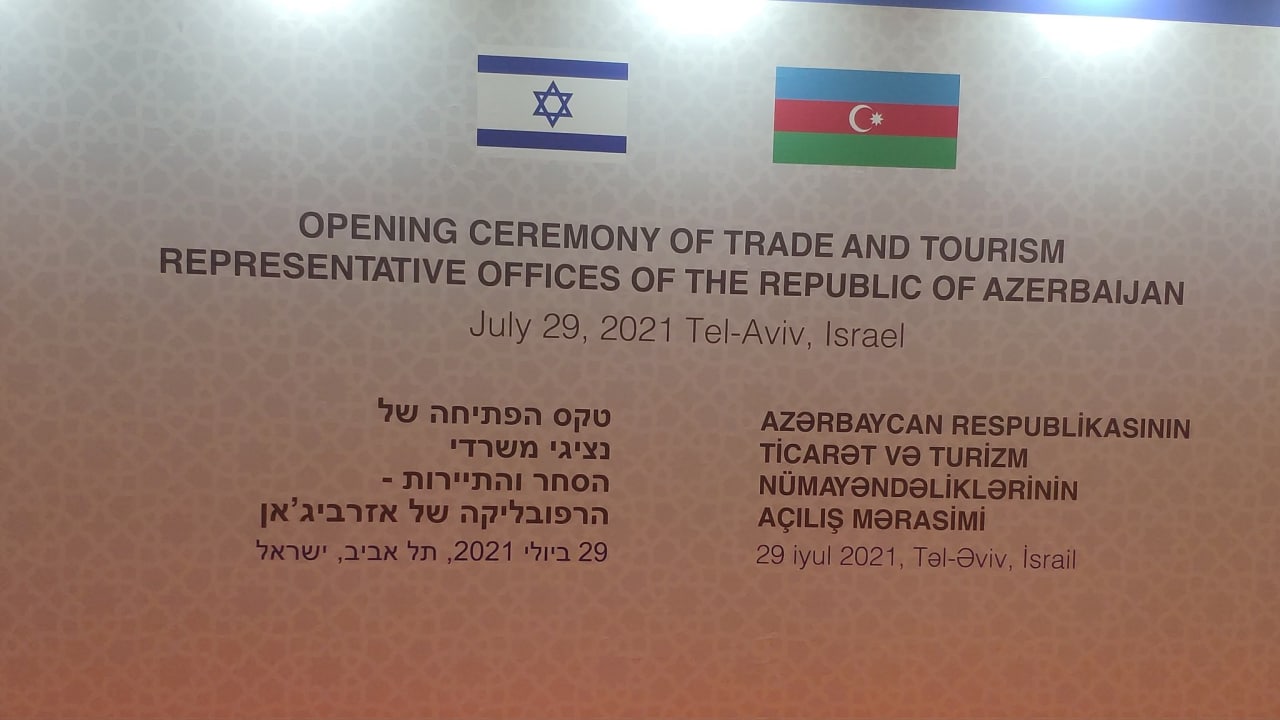 OPENING CEREMONY OF TRADE AND TOURISM
REPRESENTATIVE OFFICES OF THE REPUBLIC OF AZERBAIJAN
July 29, 2021 Tel-Aviv, Israel
טקס הפתיחה של
נציגי משרדי
הסחר והתיירות -
הרפובליקה של אזרביג'אן
29 ביולי 2021, תל אביב, ישראל
AZƏRBAYCAN RESPUBLİKASININ
TİCARƏT VƏ TURİZM
NÜMAYƏNDƏLİKLƏRİNİN
AÇILIŞ MƏRASİMİ
29 iyul 2021, Təl-Əviv, İsrail